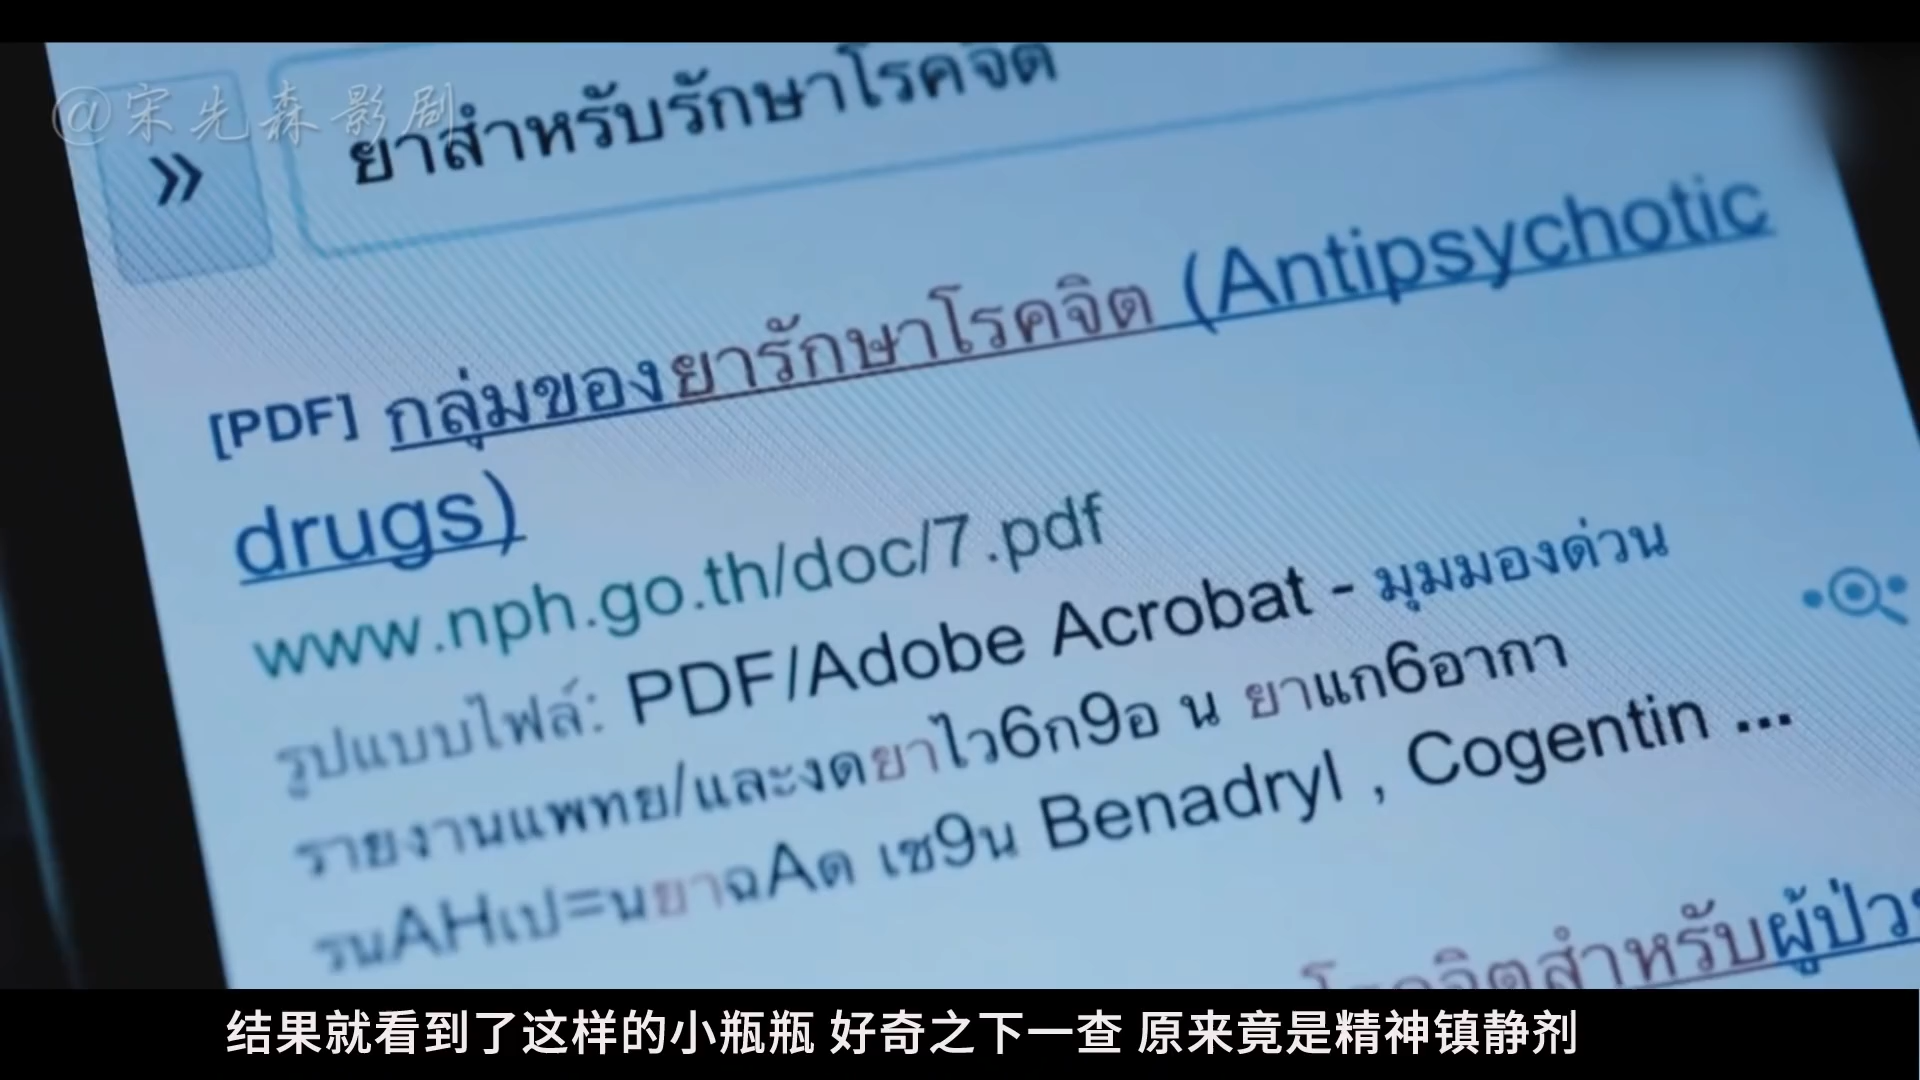 @宋先森影剧
» ยาสำหรับรักษาโรคจิต
[PDF] กลุ่มของยารักษาโรคจิต (Antipsychotic
drugs)
www.nph.go.th/doc/7.pdf
รูปแบบไฟล์: PDF/Adobe Acrobat - มุมมองด่วน
รายงานแพทย/และงดยาไว6ก9อ น ยาแก6อากา
รนAHเป=นยาฉAด เช9น Benadryl , Cogentin ...
โรคจิตสำหรับผู้ป่ว
结果就看到了这样的小瓶瓶 好奇之下一查 原来竟是精神镇静剂